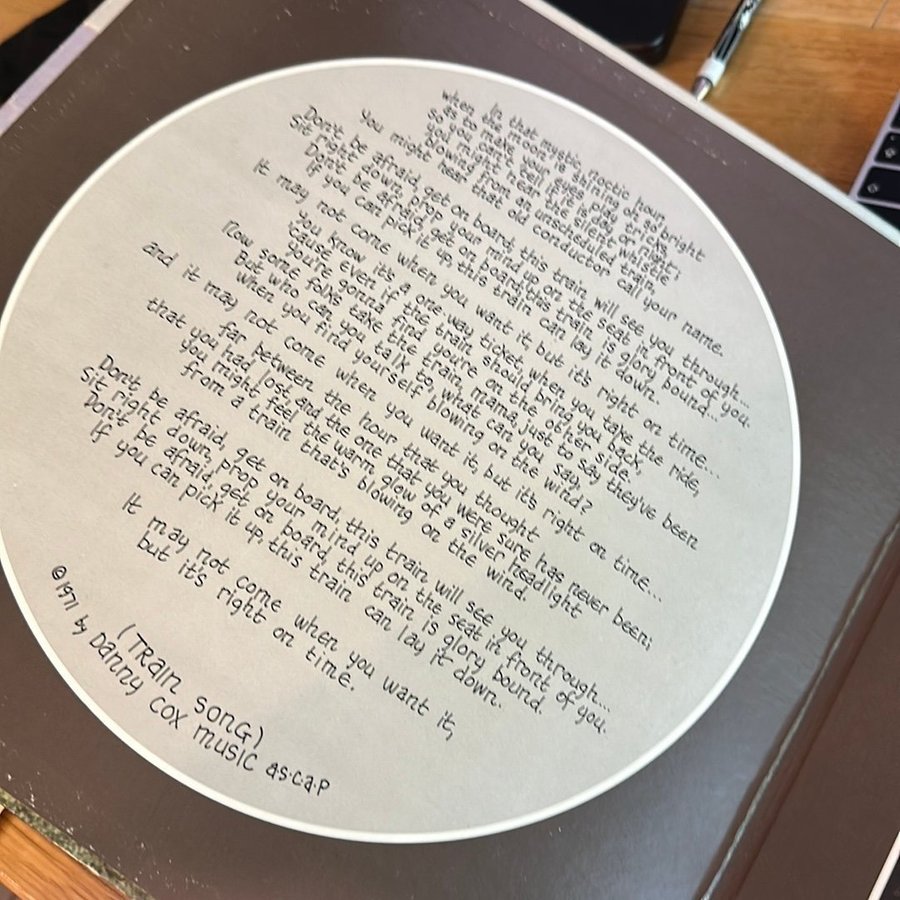 In that mystic, noctic hour,
when the moon is shining so bright
as to make your eyes play tricks,
so you can't tell if it's day or night;
you might hear the silent whistle
blowing from an unscheduled train,
You might hear that old conductor call your name.
Don't be afraid, get on board, this train will see you through...
Sit right down, prop your mind up on the seat in front of you.
Don't be afraid, get on board, this train is glory bound...
If you can pick it up, this train can lay it down.
It may not come when you want it, but it's right on time...
You know it's a one way ticket, when you take the ride,
'cause even if the train should bring you back,
you're gonna find you're on the other side.
Now some folks take the train, mama, just to say they've been
But who can you talk to, what can you say,
when you find yourself blowing on the wind?
and it may not come when you want it, but it's right on time...
far between the hour that you thought
that you had lost, and the one that you were sure has never been;
you might feel the warm glow of a silver headlight
from a train that's blowing on the wind.
Don't be afraid, get on board, this train will see you through...
Sit right down, prop your mind up on the seat in front of you.
Don't be afraid, get on board, this train is glory bound.
If you can pick it up, this train can lay it down.
It may not come when you want it,
but it's right on time.
(TRAIN SONG)
© 1971 by Danny Cox music a.s.c.a.p